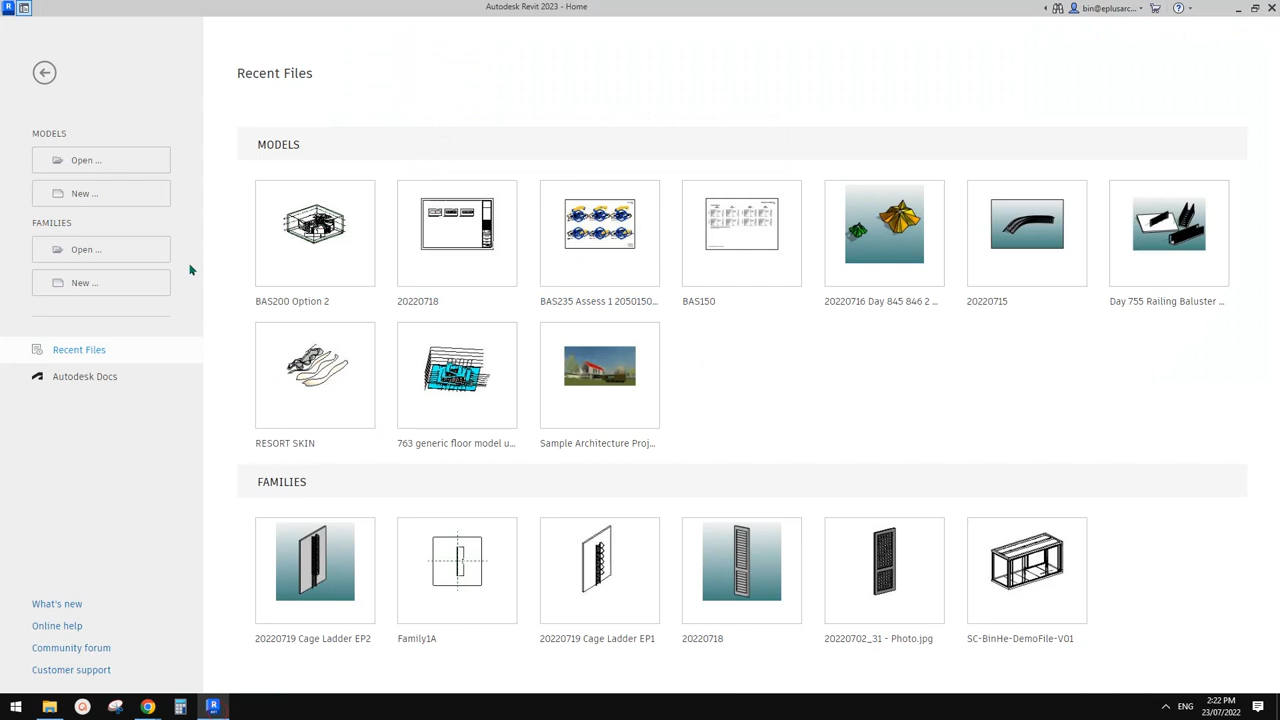 Autodesk Revit 2023 - Home
bin@eplusarc...
Recent Files
MODELS
Open ...
New ...
FAMILIES
Open ...
New ...
Recent Files
Autodesk Docs
What's new
Online help
Community forum
Customer support
MODELS
BAS200 Option 2
20220718
BAS235 Assess 1 2050150...
BAS150
20220716 Day 845 846 2 ...
20220715
Day 755 Railing Baluster ...
RESORT SKIN
763 generic floor model u...
Sample Architecture Proj...
FAMILIES
20220719 Cage Ladder EP2
Family1A
20220719 Cage Ladder EP1
20220718
20220702_31 - Photo.jpg
SC-BinHe-DemoFile-V01
ENG
2:22 PM
23/07/2022